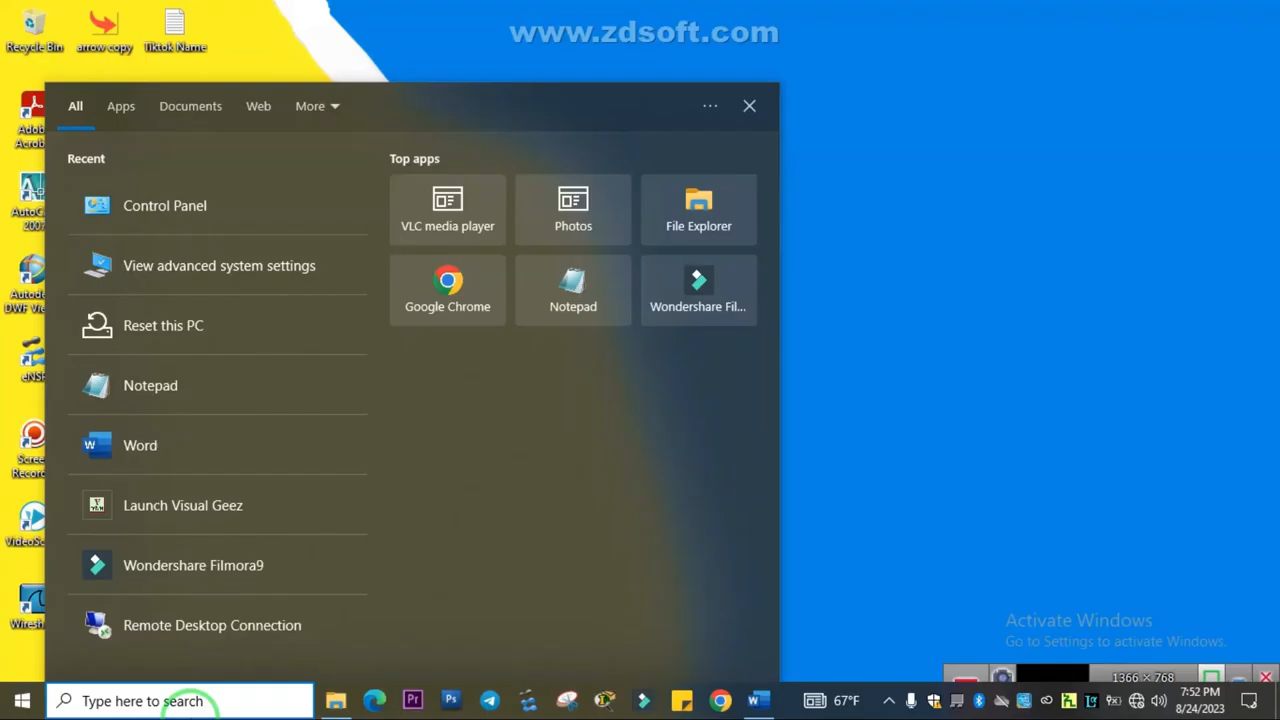 www.zdsoft.com
Recycle Bin
arrow copy
Tiktok Name
All
Apps
Documents
Web
More
Recent
Top apps
Control Panel
View advanced system settings
Reset this PC
Notepad
Word
Launch Visual Geez
Wondershare Filmora9
Remote Desktop Connection
VLC media player
Photos
File Explorer
Google Chrome
Notepad
Wondershare Fil...
Activate Windows
Go to Settings to activate Windows.
1366 × 768
Type here to search
67°F
7:52 PM
8/24/2023